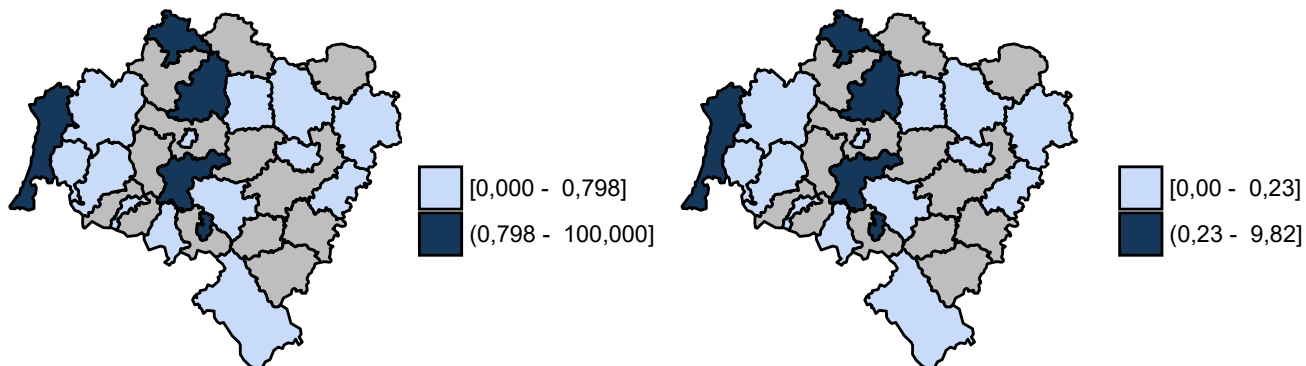 [0,000 - 0,798]
(0,798 - 100,000]
[0,00 - 0,23]
(0,23 - 9,82]